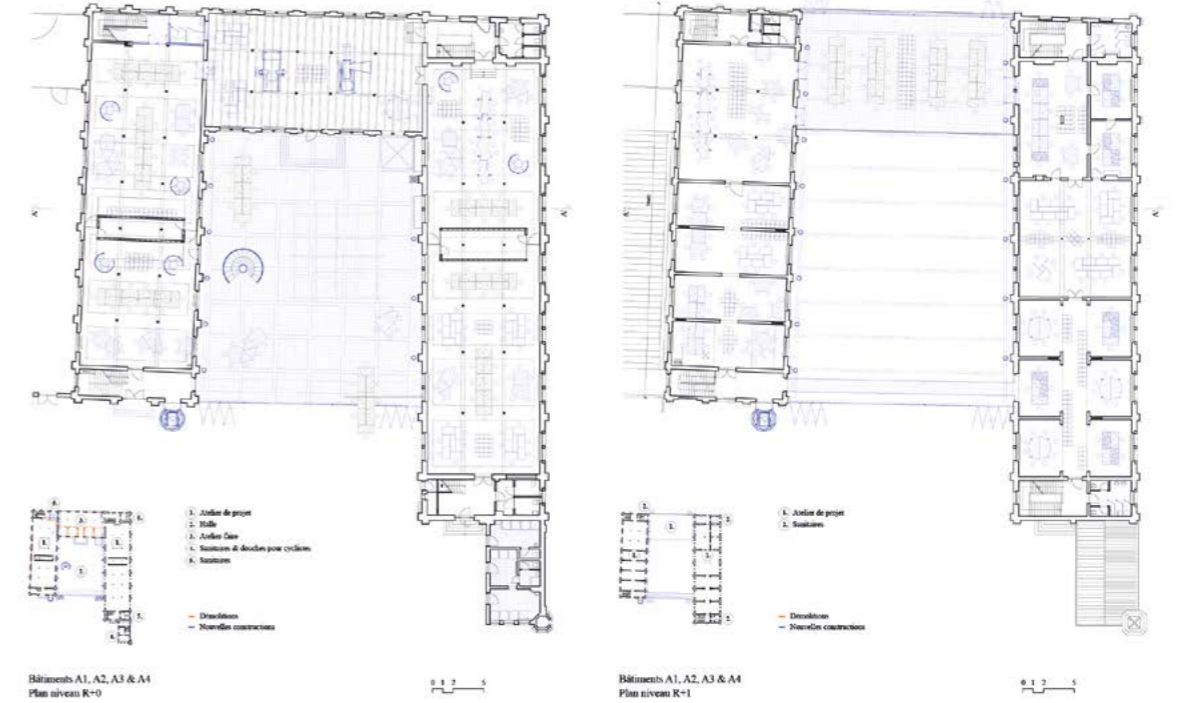 1. Atelier de projet
2. Halle
3. Atelier faire
4. Sanitaires & douches pour cyclistes
5. Sanitaires
Démolitions
Nouvelles constructions
Bâtiments A1, A2, A3 & A4
Plan niveau R+0
0 1 2 5
1. Atelier de projet
2. Sanitaires
Démolitions
Nouvelles constructions
Bâtiments A1, A2, A3 & A4
Plan niveau R+1
0 1 2 5